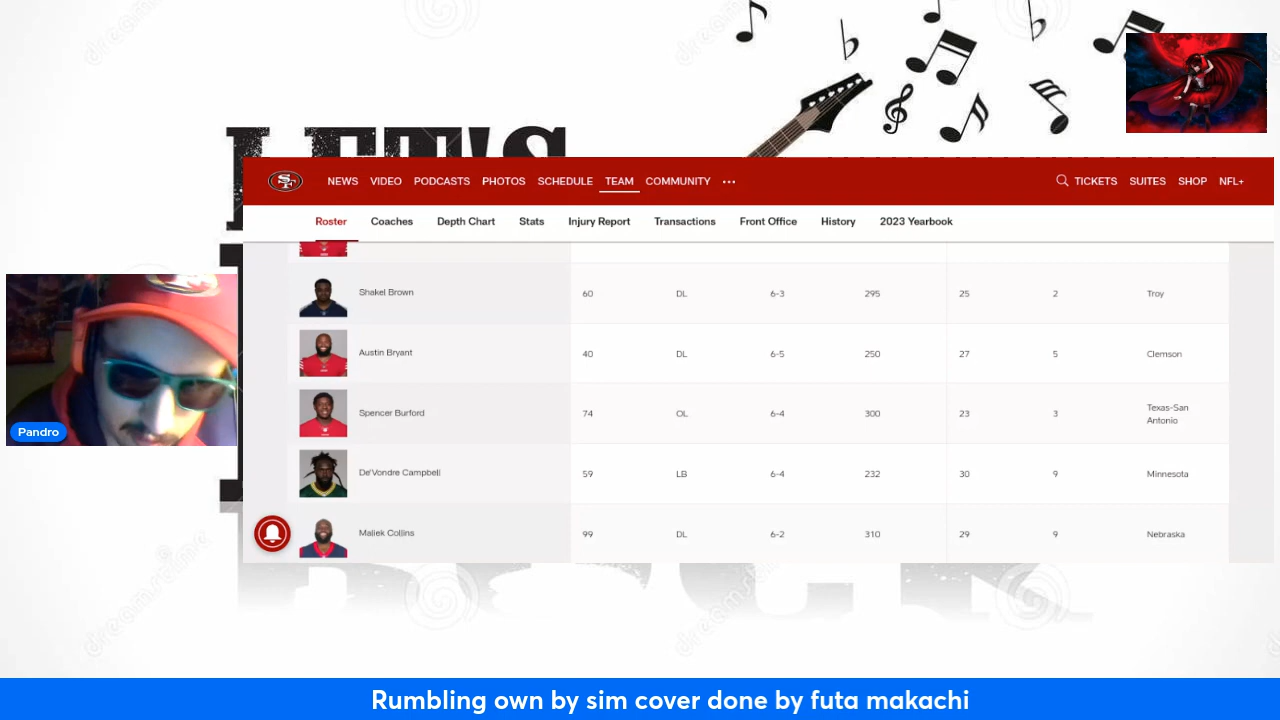 LET'S
NEWS VIDEO PODCASTS PHOTOS SCHEDULE TEAM COMMUNITY ... TICKETS SUITES SHOP NFL+
Roster Coaches Depth Chart Stats Injury Report Transactions Front Office History 2023 Yearbook
Shakel Brown 60 DL 6-3 295 25 2 Troy
Austin Bryant 40 DL 6-5 250 27 5 Clemson
Spencer Burford 74 OL 6-4 300 23 3 Texas-San
Antonio
De'Vondre Campbell 59 LB 6-4 232 30 9 Minnesota
Maliek Collins 99 DL 6-2 310 29 9 Nebraska
Pandro
Rumbling own by sim cover done by futa makachi